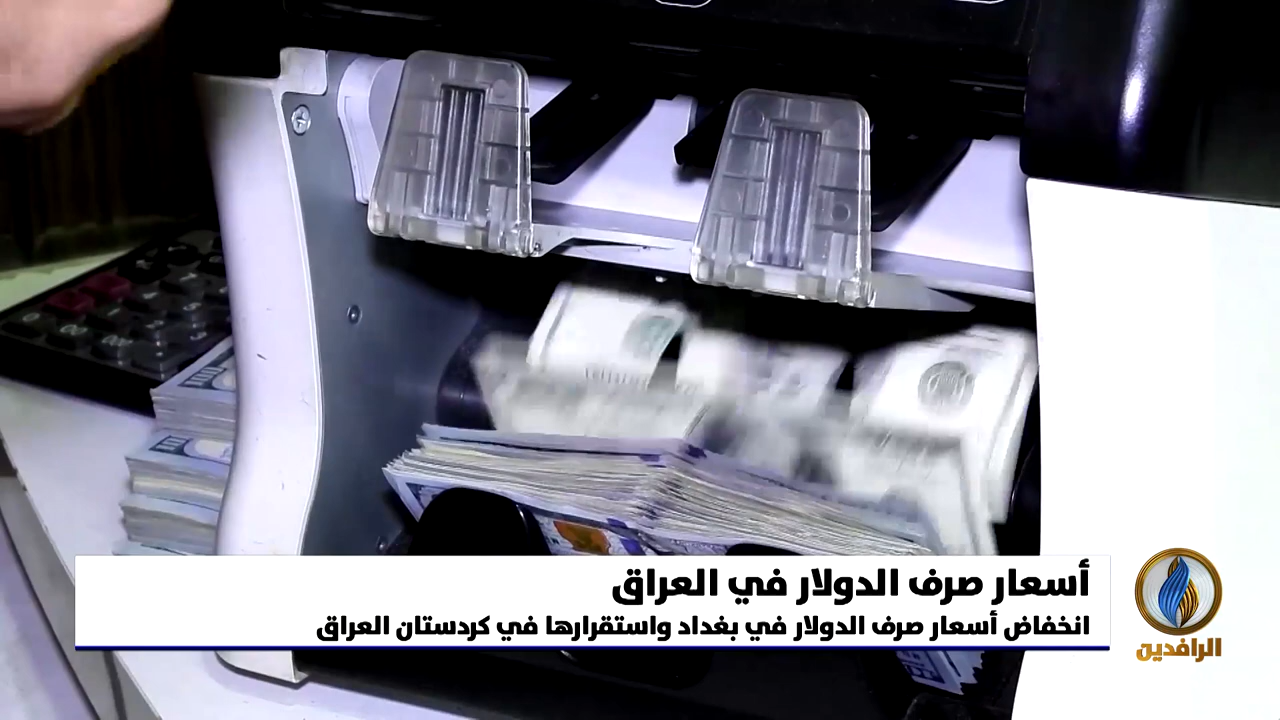 أسعار صرف الدولار في العراق
انخفاض أسعار صرف الدولار في بغداد واستقرارها في كردستان العراق
الرافدين